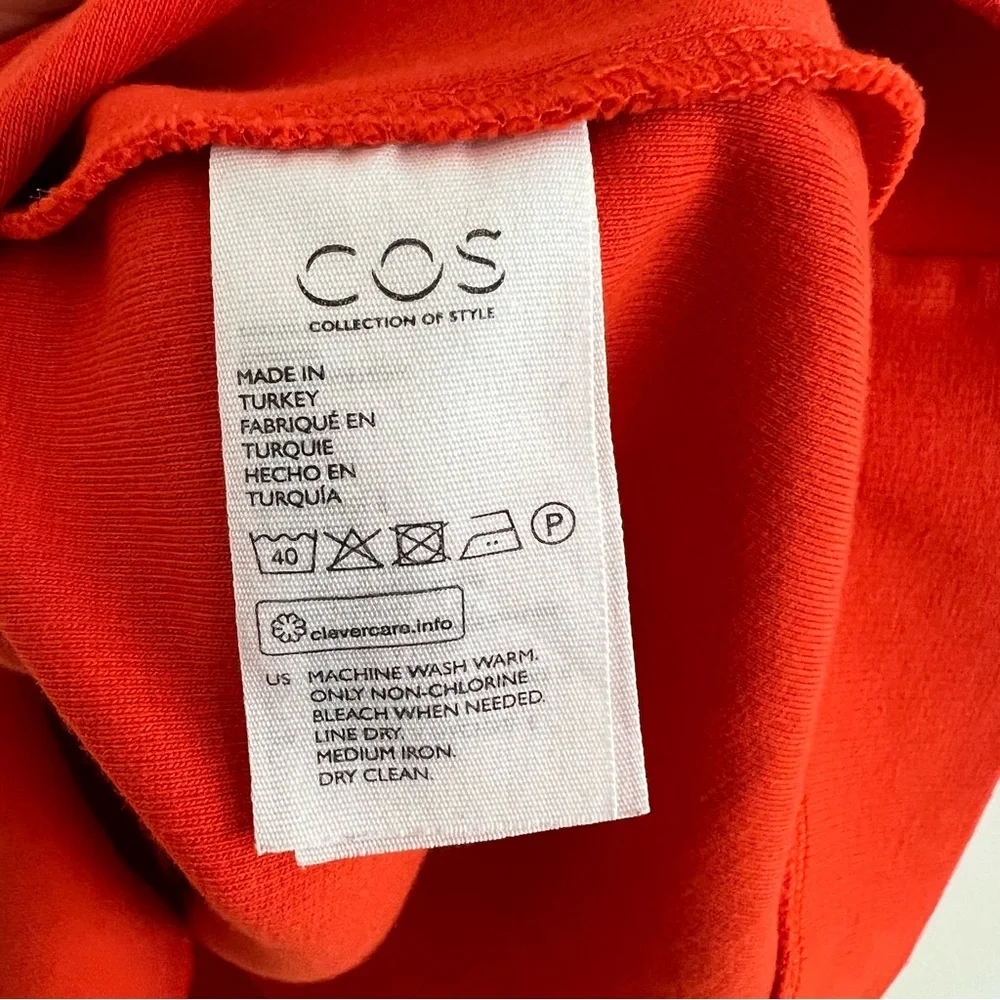 COS
COLLECTION OF STYLE
MADE IN
TURKEY
FABRIQUÉ EN
TURQUIE
HECHO EN
TURQUÍA
40 P
clevercare.info
US MACHINE WASH WARM.
ONLY NON-CHLORINE
BLEACH WHEN NEEDED.
LINE DRY.
MEDIUM IRON.
DRY CLEAN.